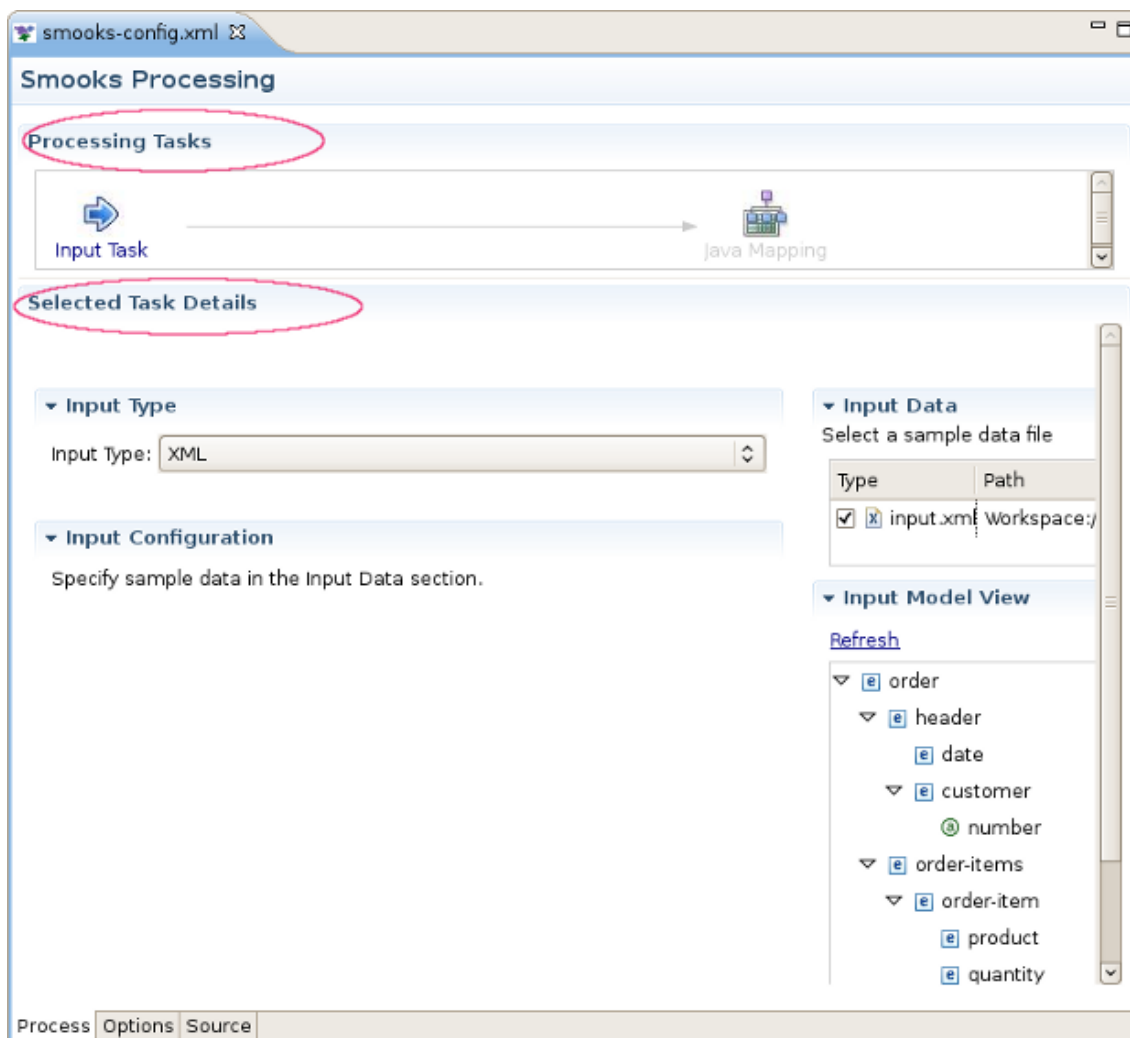 smooks-config.xml
Smooks Processing
Processing Tasks
Input Task
Java Mapping
Selected Task Details
Input Type
Input Type: XML
Input Configuration
Specify sample data in the Input Data section.
Input Data
Select a sample data file
Type Path
input.xml Workspace:/
Input Model View
Refresh
e order
e header
e date
e customer
a number
e order-items
e order-item
e product
e quantity
Process Options Source